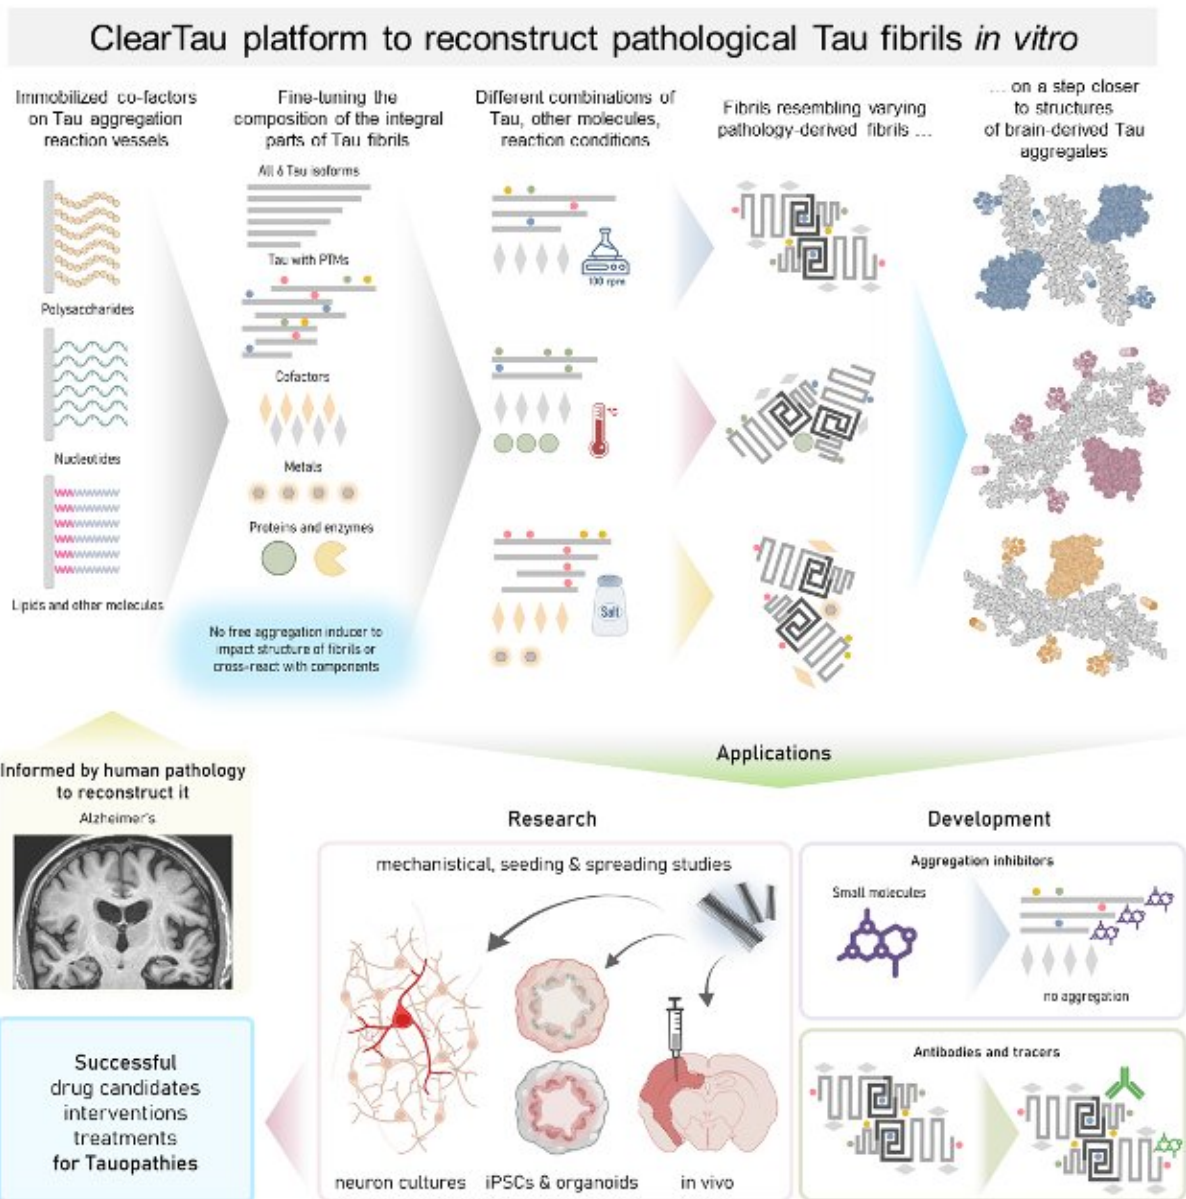 ClearTau platform to reconstruct pathological Tau fibrils in vitro
Immobilized co-factors
on Tau aggregation
reaction vessels
Polysaccharides
Nucleotides
Lipids and other molecules
Fine-tuning the
composition of the integral
parts of Tau fibrils
All 6 Tau isoforms
Tau with PTMs
Cofactors
Metals
Proteins and enzymes
No free aggregation inducer to
impact structure of fibrils or
cross-react with components
Different combinations of
Tau, other molecules,
reaction conditions
100 rpm
°C
Salt
Fibrils resembling varying
pathology-derived fibrils ...
... on a step closer
to structures
of brain-derived Tau
aggregates
Applications
Informed by human pathology
to reconstruct it
Alzheimer's
Research
mechanistical, seeding & spreading studies
neuron cultures
iPSCs & organoids
in vivo
Development
Aggregation inhibitors
Small molecules
no aggregation
Antibodies and tracers
Successful
drug candidates
interventions
treatments
for Tauopathies